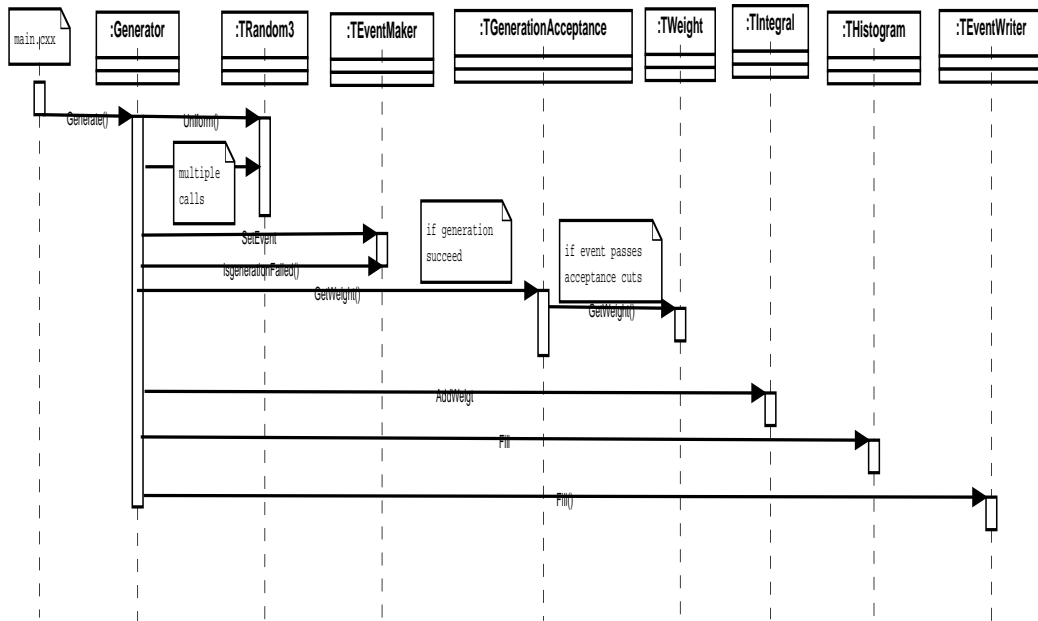 main.cxx
:Generator
:TRandom3
:TEventMaker
:TGenerationAcceptance
:TWeight
:TIntegral
:THistogram
:TEventWriter
Generate()
Uniform()
multiple
calls
SetEvent
IsgenerationFailed()
if generation
succeed
if event passes
acceptance cuts
GetWeight()
GetWeight()
AddWeigt
Fill
Fill()